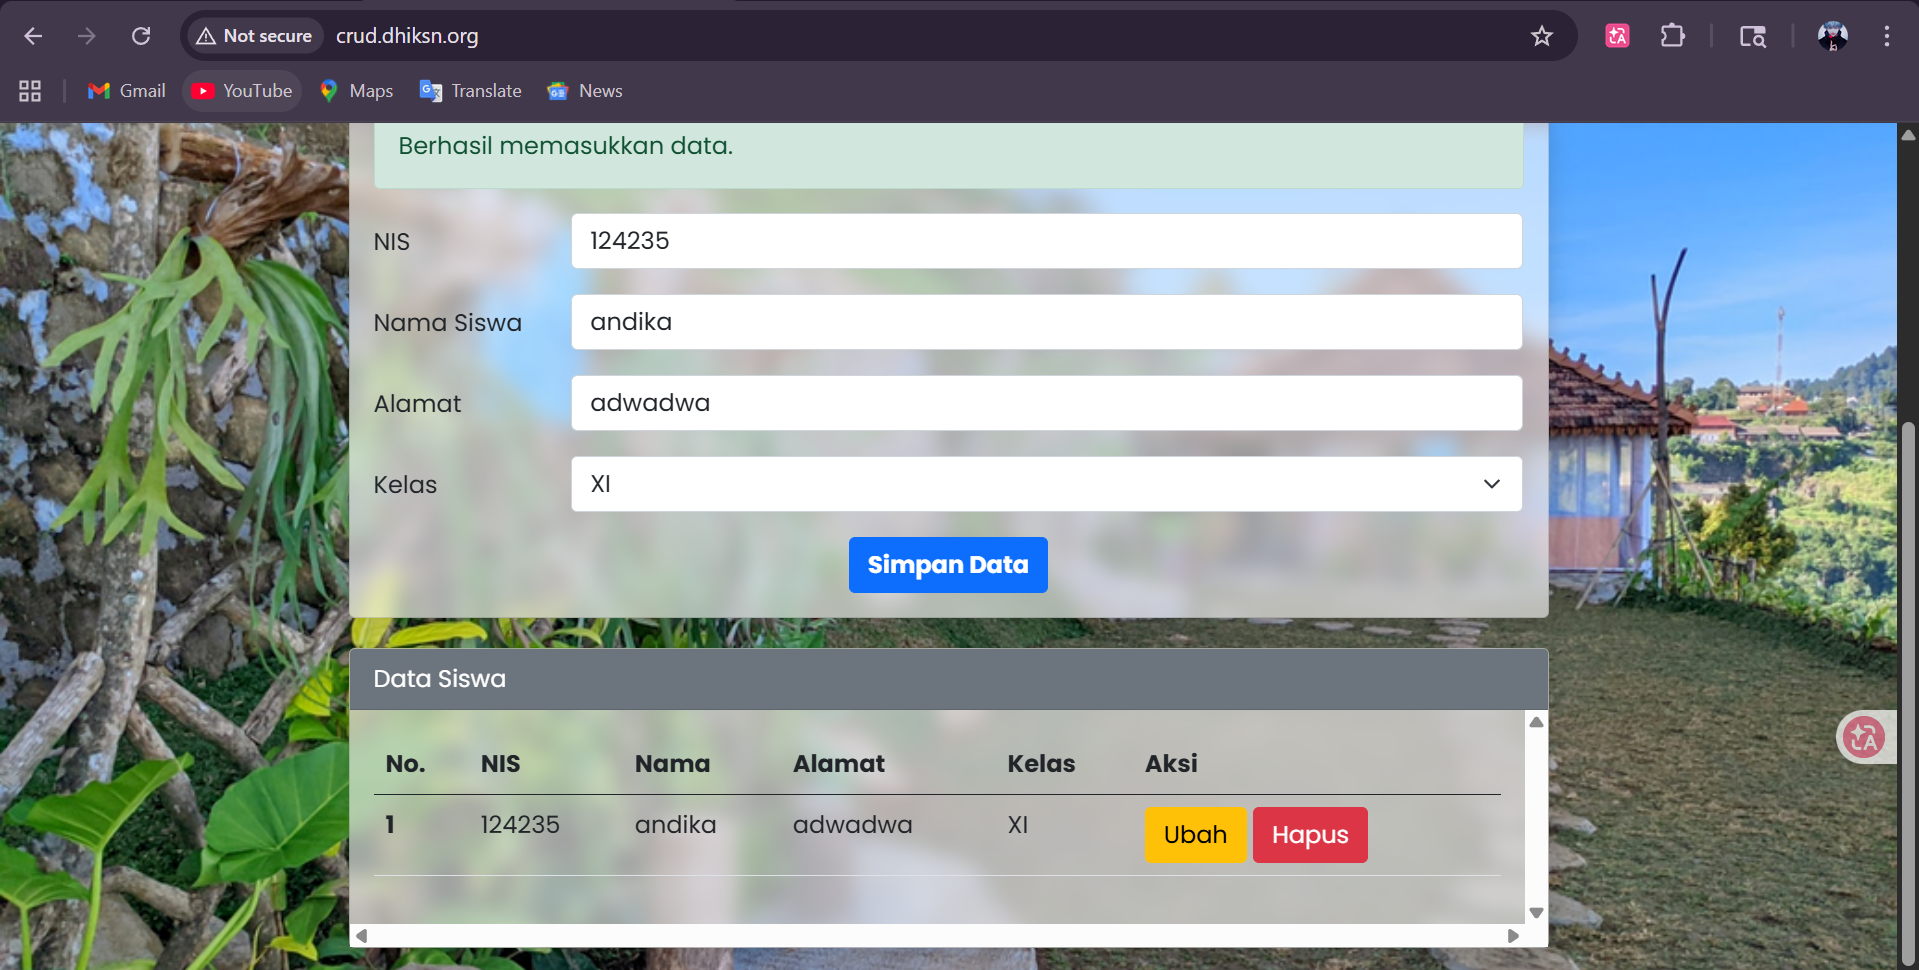 Not secure crud.dhiksn.org
Gmail YouTube Maps Translate News
Berhasil memasukkan data.
NIS 124235
Nama Siswa andika
Alamat adwadwa
Kelas XI
Simpan Data
Data Siswa
No. NIS Nama Alamat Kelas Aksi
1 124235 andika adwadwa XI Ubah Hapus